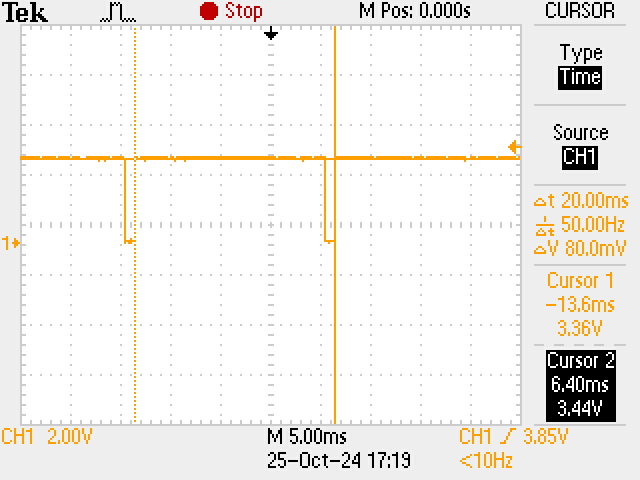 Tek Stop M Pos: 0.000s CURSOR
Type
Time
Source
CH1
Δt 20.00ms
1/Δt 50.00Hz
ΔV 80.0mV
Cursor 1
-13.6ms
3.36V
Cursor 2
6.40ms
3.44V
1
CH1 2.00V M 5.00ms CH1 3.85V
25-Oct-24 17:19 <10Hz